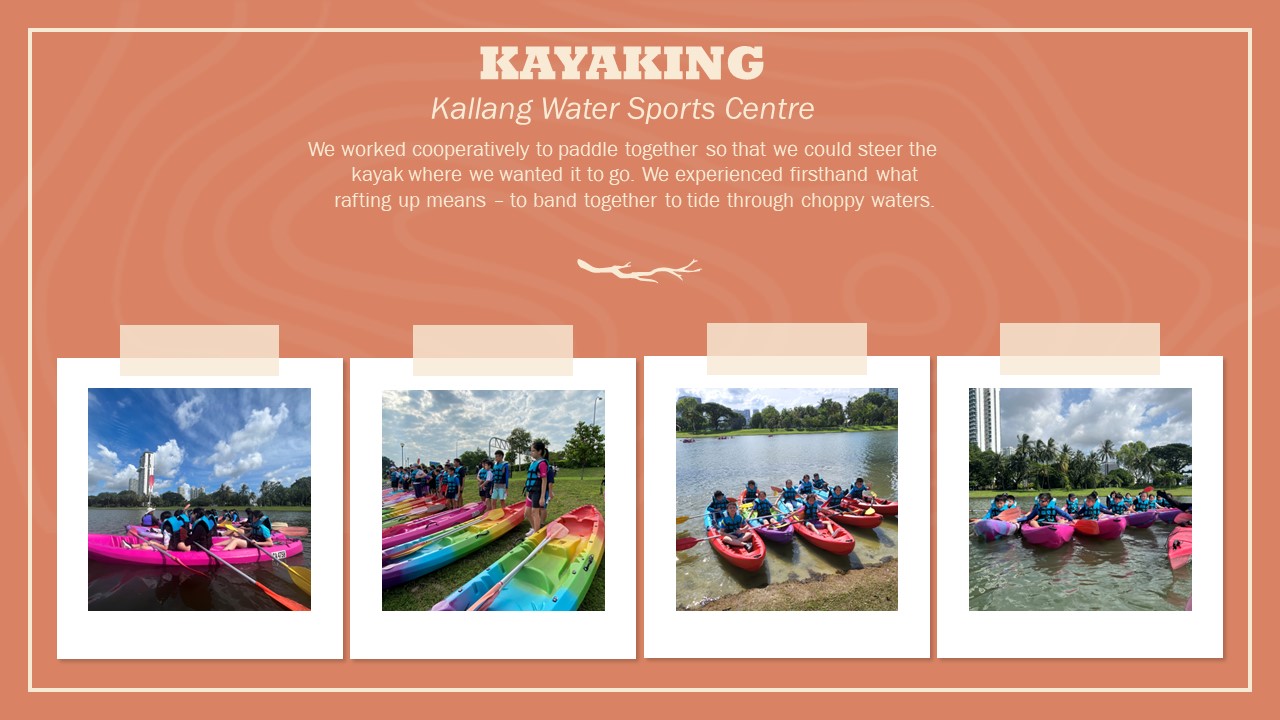 KAYAKING
Kallang Water Sports Centre
We worked cooperatively to paddle together so that we could steer the
kayak where we wanted it to go. We experienced firsthand what
rafting up means – to band together to tide through choppy waters.